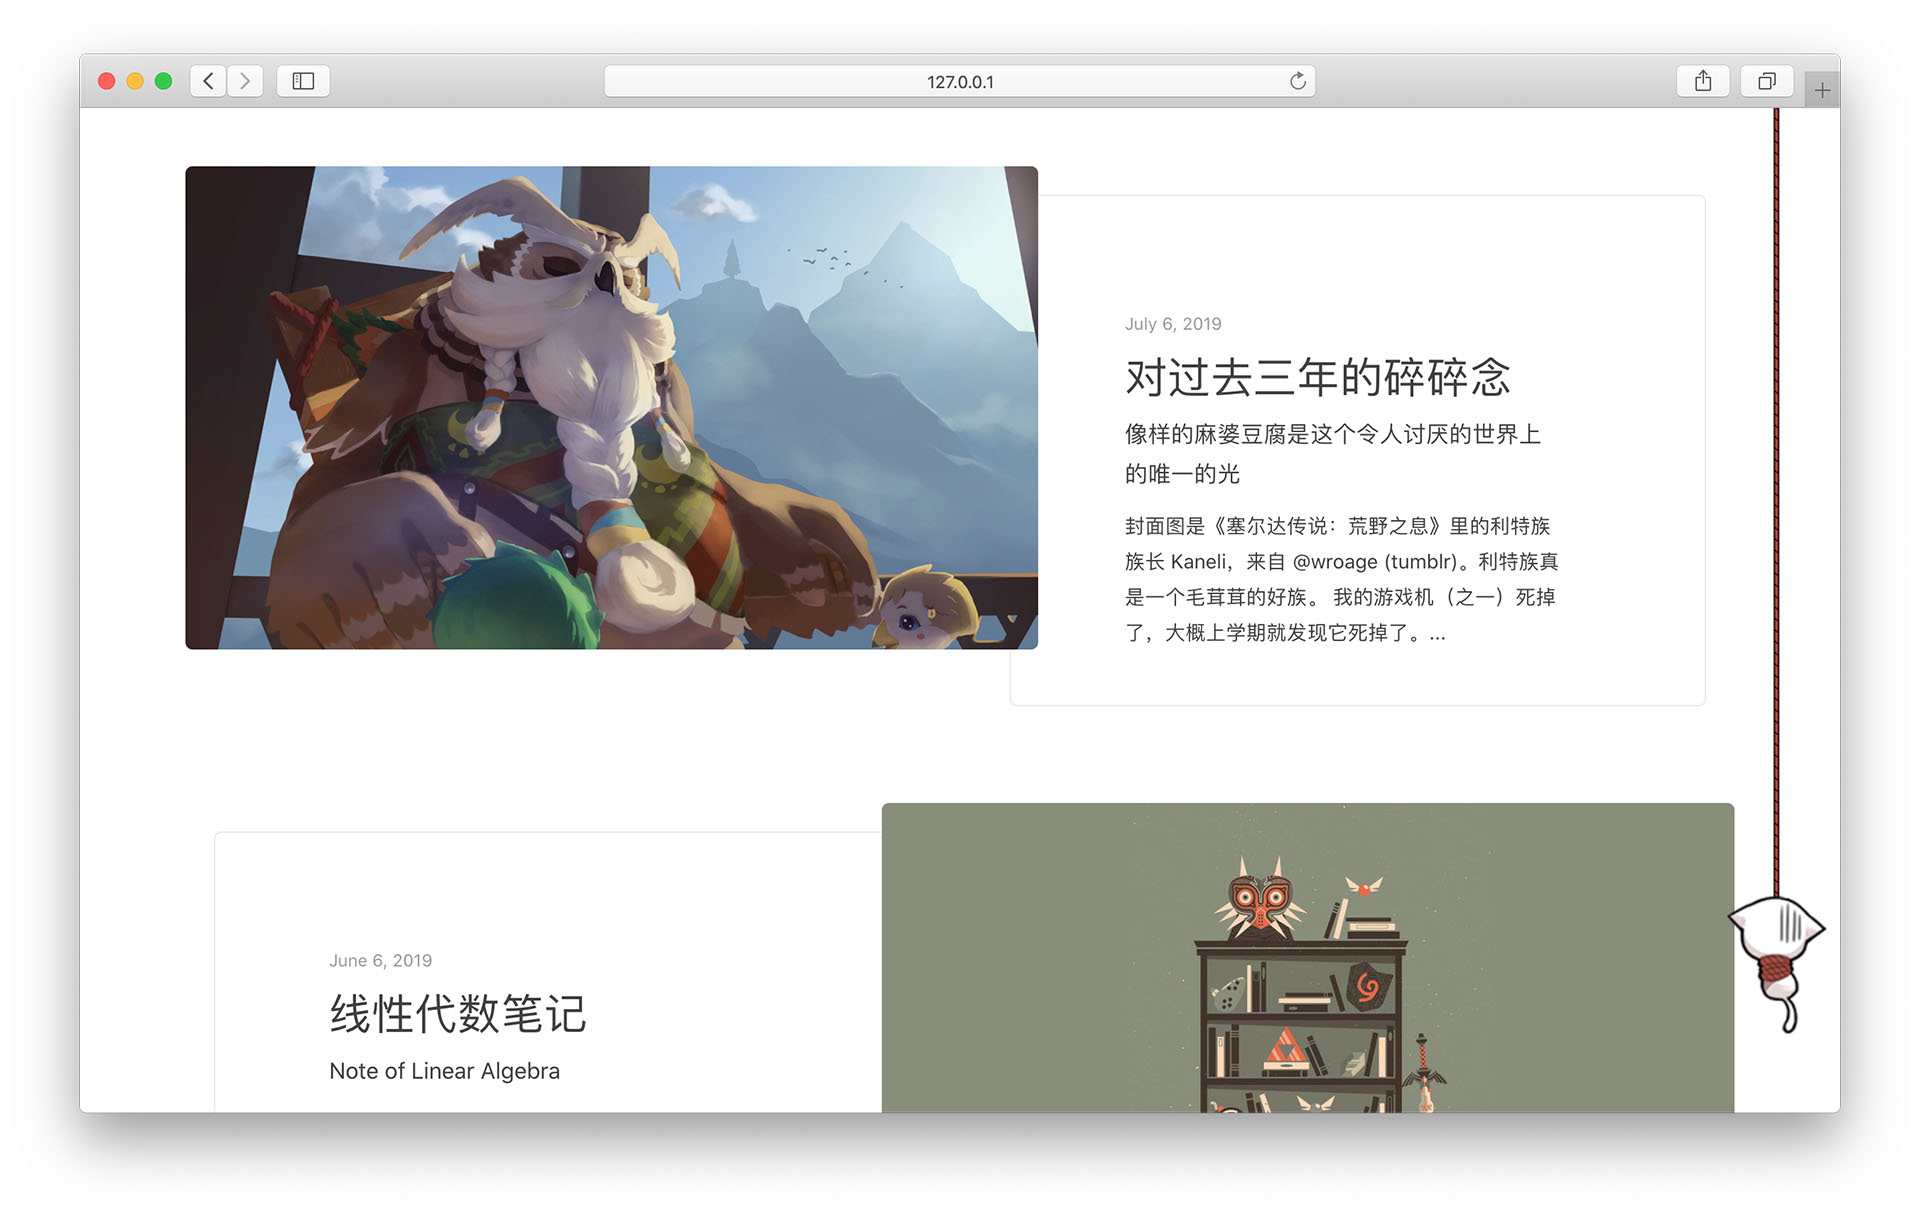 127.0.0.1
July 6, 2019
对过去三年的碎碎念
像样的麻婆豆腐是这个令人讨厌的世界上
的唯一的光
封面图是《塞尔达传说：荒野之息》里的利特族
族长 Kaneli，来自 @wroage (tumblr)。利特族真
是一个毛茸茸的好族。 我的游戏机（之一）死掉
了，大概上学期就发现它死掉了。...
June 6, 2019
线性代数笔记
Note of Linear Algebra